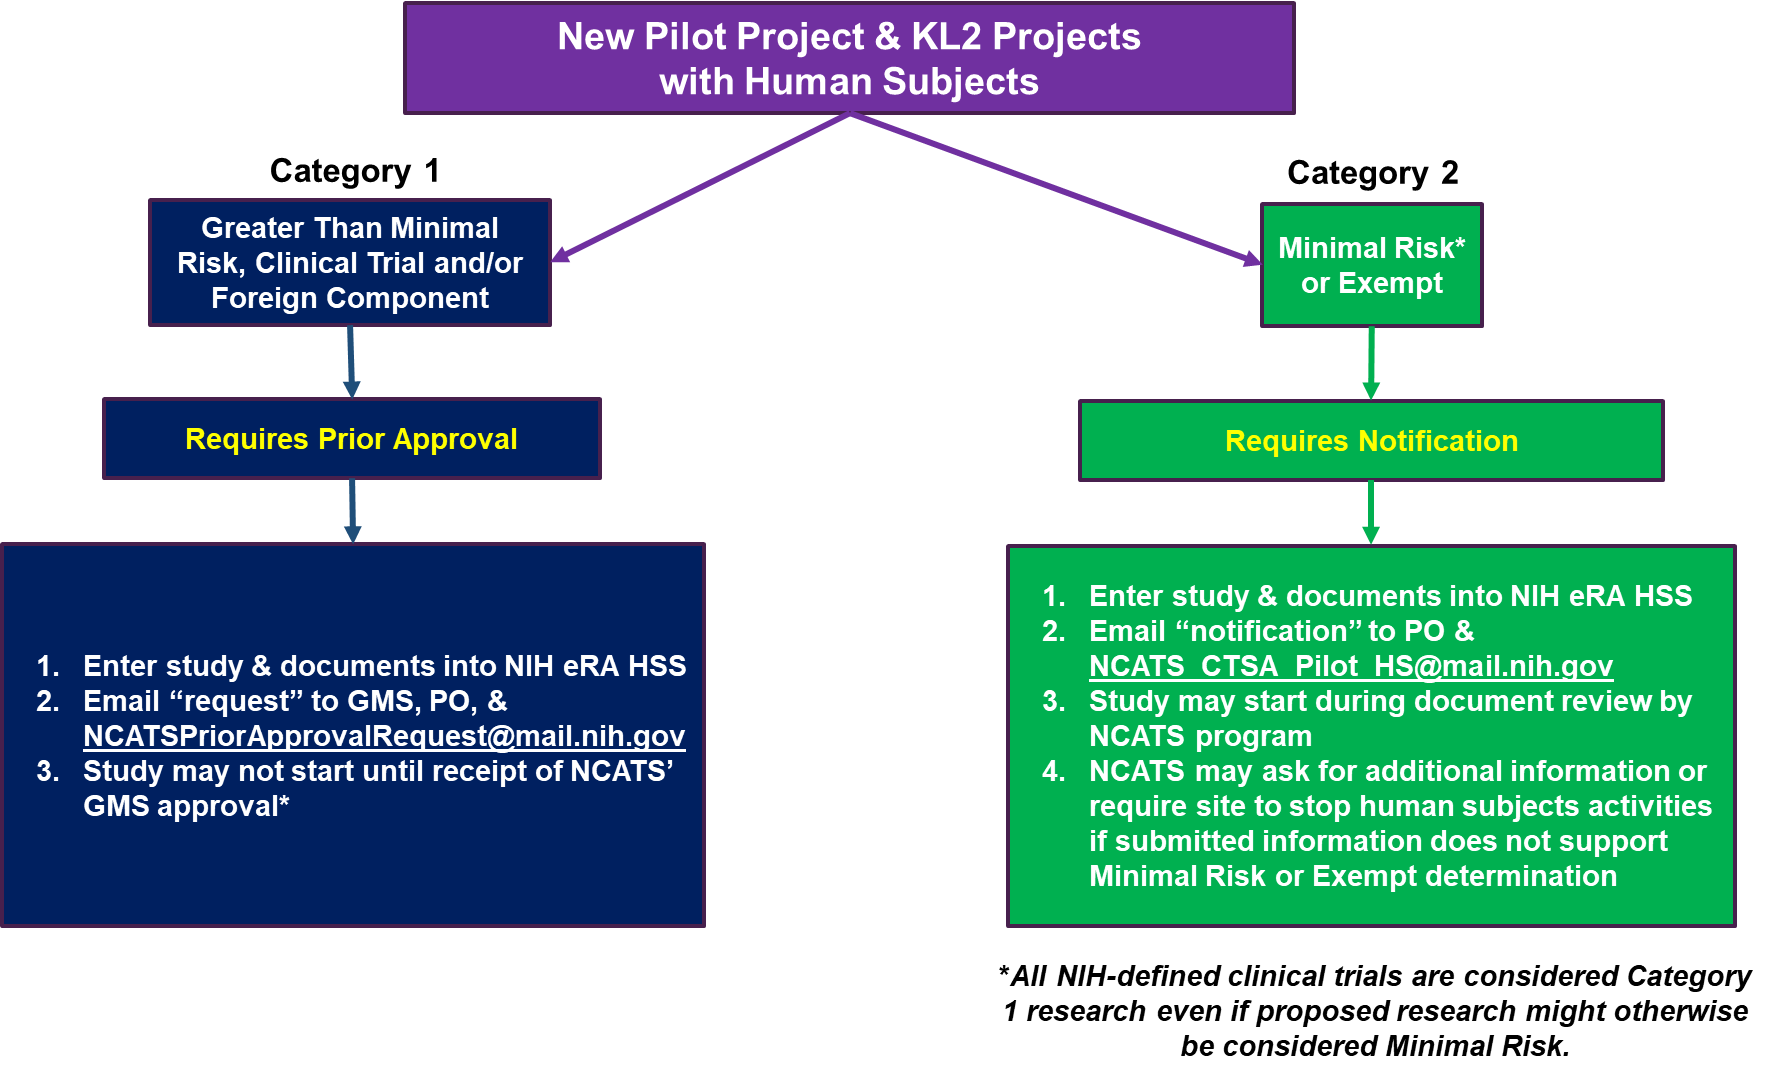 New Pilot Project & KL2 Projects
with Human Subjects
Category 1
Greater Than Minimal
Risk, Clinical Trial and/or
Foreign Component
Requires Prior Approval
1. Enter study & documents into NIH eRA HSS
2. Email “request” to GMS, PO, &
NCATSPriorApprovalRequest@mail.nih.gov
3. Study may not start until receipt of NCATS’
GMS approval*
Category 2
Minimal Risk*
or Exempt
Requires Notification
1. Enter study & documents into NIH eRA HSS
2. Email “notification” to PO &
NCATS_CTSA_Pilot_HS@mail.nih.gov
3. Study may start during document review by
NCATS program
4. NCATS may ask for additional information or
require site to stop human subjects activities
if submitted information does not support
Minimal Risk or Exempt determination
*All NIH-defined clinical trials are considered Category
1 research even if proposed research might otherwise
be considered Minimal Risk.